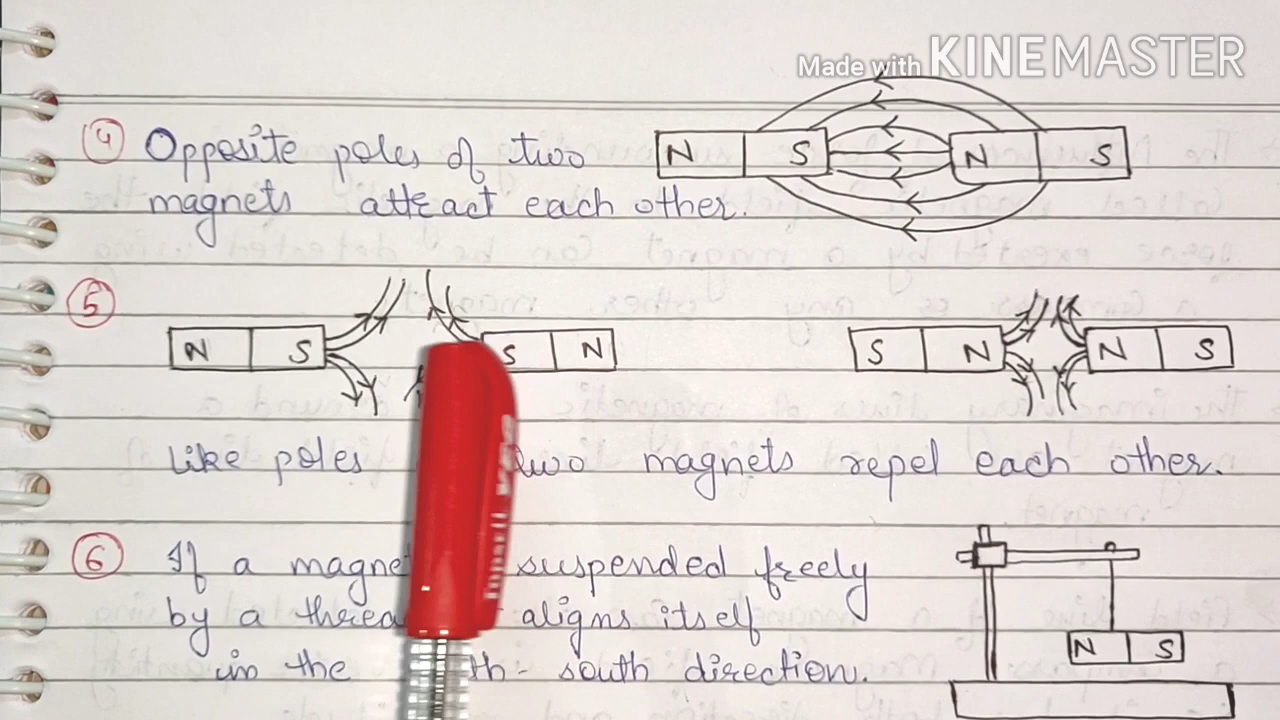 Made with KINEMASTER
4 Opposite poles of two
magnets attract each other.
N S N S
5
N S S N S N N S
Like poles two magnets repel each other.
6 If a magnet suspended freely
by a aligns itself
in the south direction.
N S